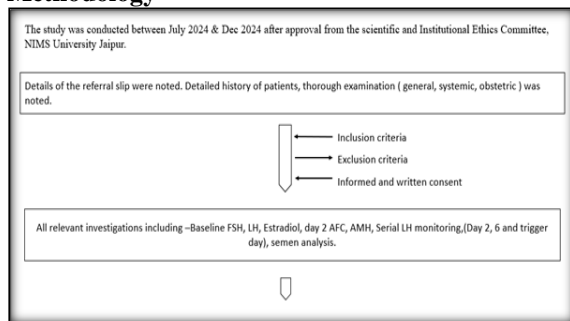 Methodology
The study was conducted between July 2024 & Dec 2024 after approval from the scientific and Institutional Ethics Committee,
NIMS University Jaipur.
Details of the referral slip were noted. Detailed history of patients, thorough examination ( general, systemic, obstetric ) was
noted.
Inclusion criteria
Exclusion criteria
Informed and written consent
All relevant investigations including –Baseline FSH, LH, Estradiol, day 2 AFC, AMH, Serial LH monitoring,(Day 2, 6 and trigger
day), semen analysis.